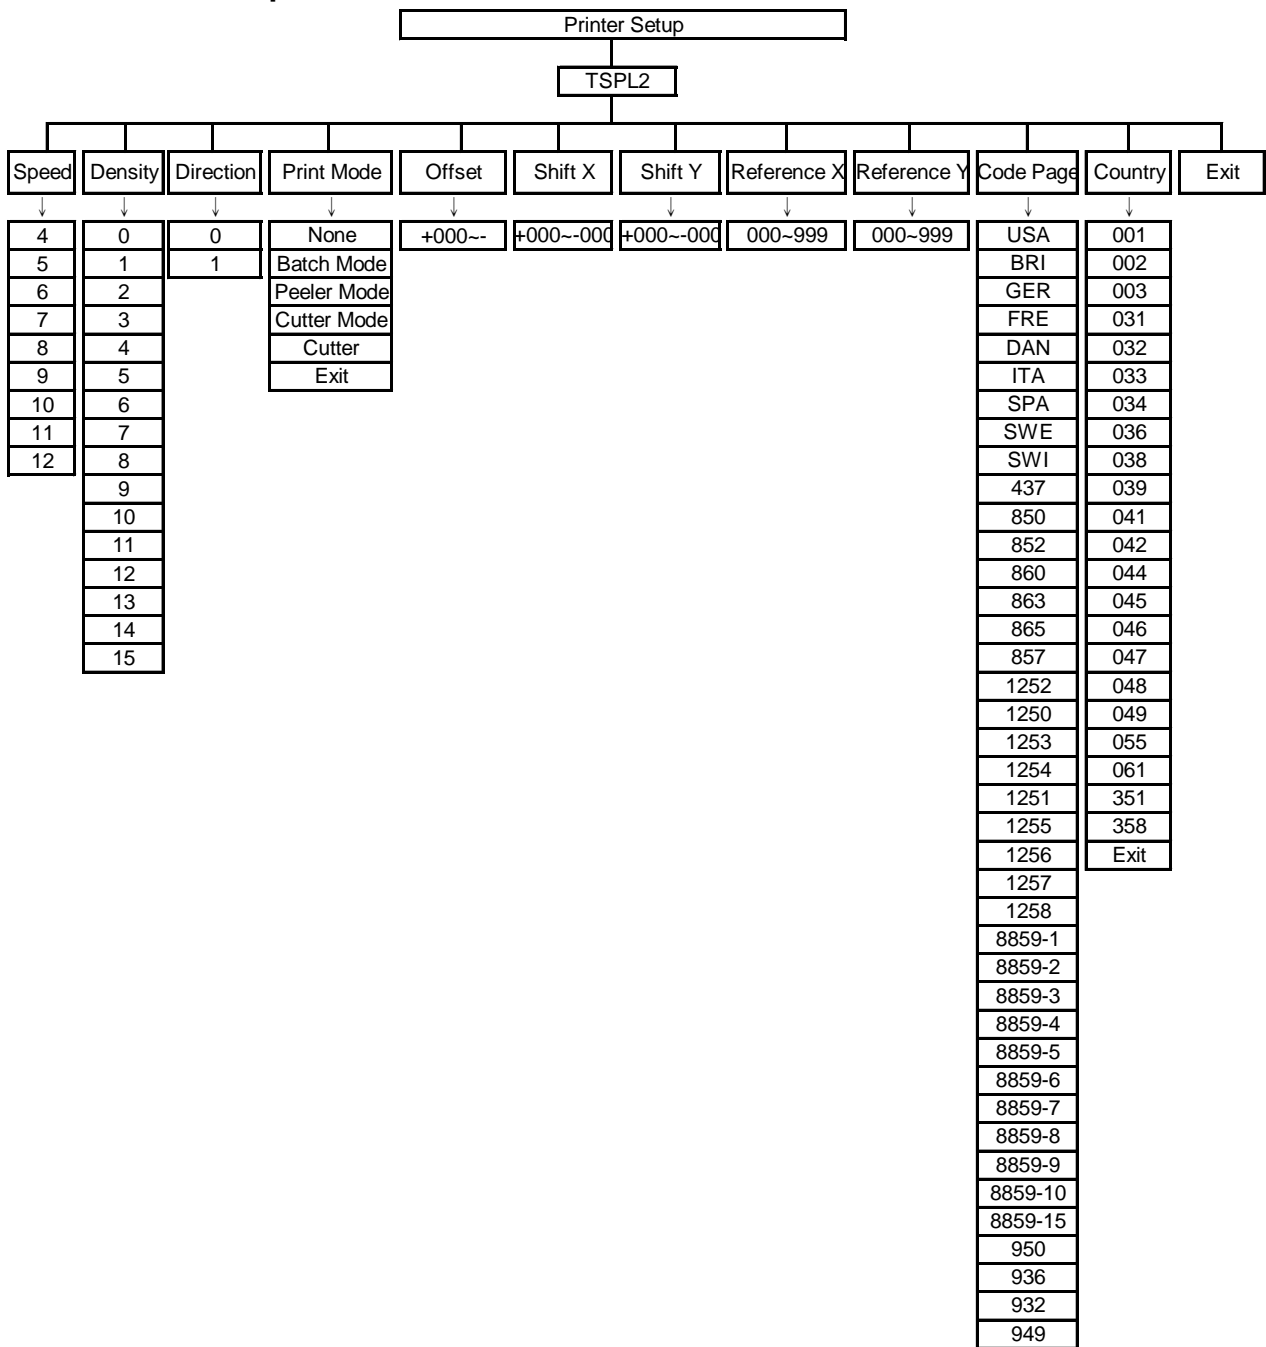 Printer Setup
TSPL2
Speed Density Direction Print Mode Offset Shift X Shift Y Reference X Reference Y Code Page Country Exit
4 0 0 None +000~- +000~-000 +000~-000 000~999 000~999 USA 001
5 1 1 Batch Mode BRI 002
6 2 Peeler Mode GER 003
7 3 Cutter Mode FRE 031
8 4 Cutter DAN 032
9 5 Exit ITA 033
10 6 SPA 034
11 7 SWE 036
12 8 SWI 038
9 437 039
10 850 041
11 852 042
12 860 044
13 863 045
14 865 046
15 857 047
1252 048
1250 049
1253 055
1254 061
1251 351
1255 358
1256 Exit
1257
1258
8859-1
8859-2
8859-3
8859-4
8859-5
8859-6
8859-7
8859-8
8859-9
8859-10
8859-15
950
936
932
949